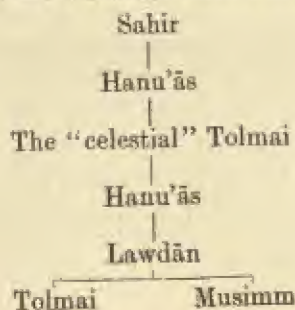 Sahir
Hanu’ās
The “celestial” Tolmai
Hanu’ās
Lawdān
Tolmai Musimm